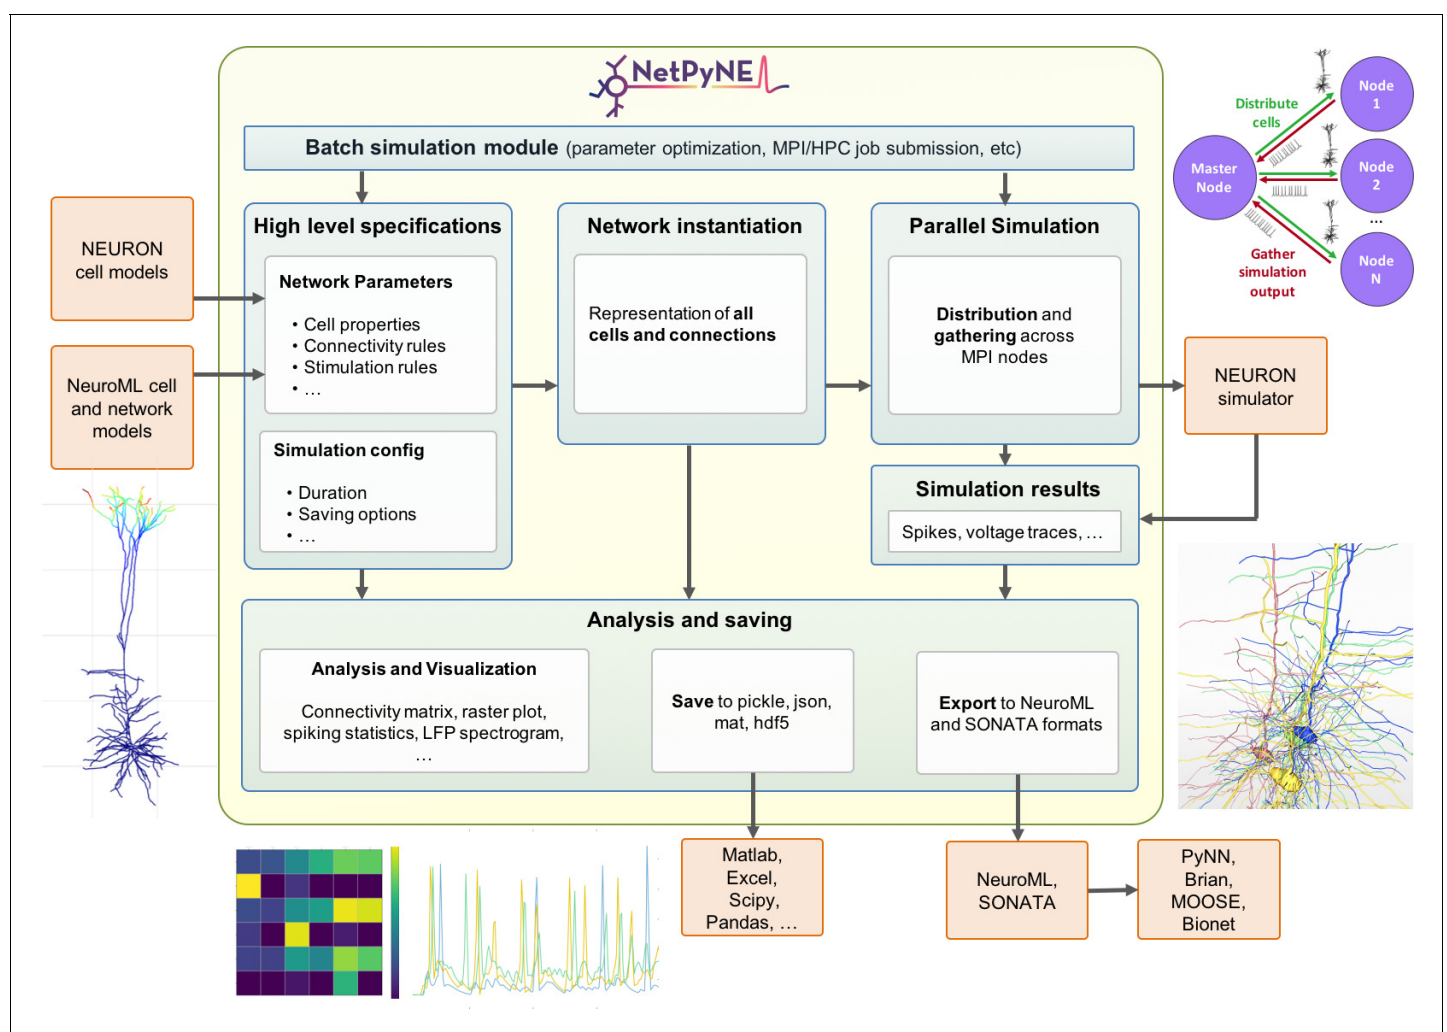 NetPyNE
Batch simulation module (parameter optimization, MPI/HPC job submission, etc)
NEURON
cell models
NeuroML cell
and network
models
High level specifications
Network Parameters
• Cell properties
• Connectivity rules
• Stimulation rules
• …
Simulation config
• Duration
• Saving options
• …
Network instantiation
Representation of all
cells and connections
Parallel Simulation
Distribution and
gathering across
MPI nodes
Simulation results
Spikes, voltage traces, …
NEURON
simulator
Distribute
cells
Master
Node
Node
1
Node
2
...
Node
N
Gather
simulation
output
Analysis and saving
Analysis and Visualization
Connectivity matrix, raster plot,
spiking statistics, LFP spectrogram,
…
Save to pickle, json,
mat, hdf5
Export to NeuroML
and SONATA formats
Matlab,
Excel,
Scipy,
Pandas, …
NeuroML,
SONATA
PyNN,
Brian,
MOOSE,
Bionet